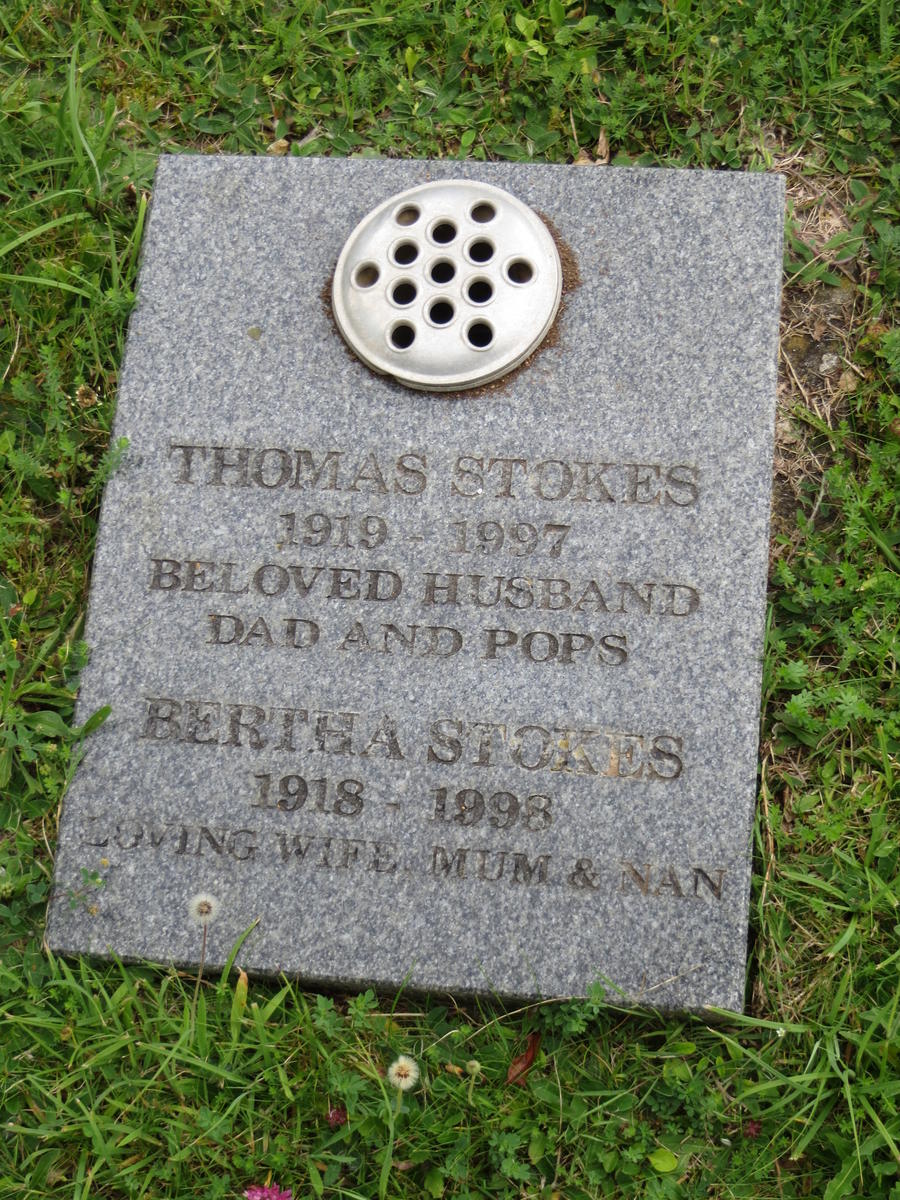 THOMAS STOKES
1919 - 1997
BELOVED HUSBAND
DAD AND POPS
BERTHA STOKES
1918 - 1998
LOVING WIFE, MUM & NAN